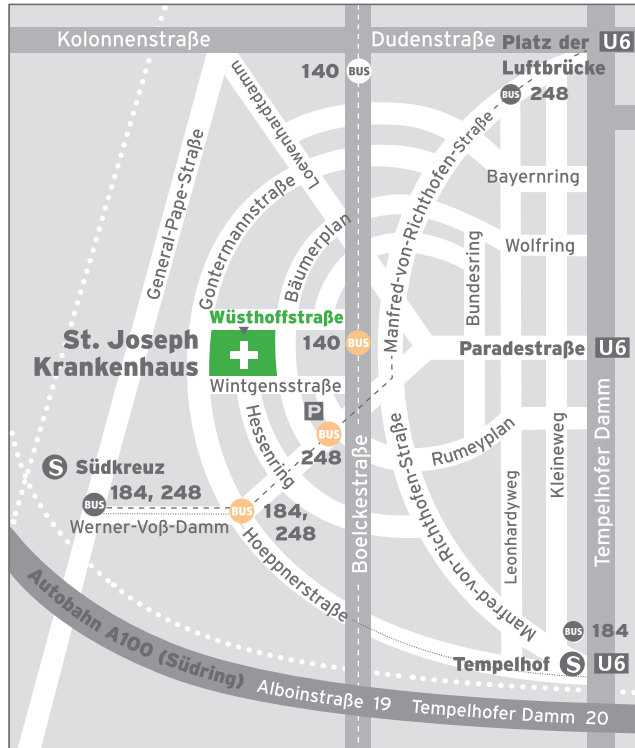 Kolonnenstraße
Dudenstraße
Platz der
Luftbrücke
U6
140 BUS
BUS 248
Loewenhardtdamm
General-Pape-Straße
Manfred-von-Richthofen-Straße
Bayernring
Gontermannstraße
Bäumerplan
Wolfring
Bundesring
Wüsthoffstraße
St. Joseph
Krankenhaus
140 BUS
Paradestraße U6
Wintgensstraße
P
BUS
248
Hessenring
Manfred-von-Richthofen-Straße
Rumeyplan
Kleineweg
Tempelhofer Damm
Leonhardyweg
Boelckestraße
S Südkreuz
BUS 184, 248
Werner-Voß-Damm
BUS 184,
248
Hoeppnerstraße
BUS 184
Tempelhof S U6
Autobahn A100 (Südring)
Alboinstraße 19
Tempelhofer Damm 20